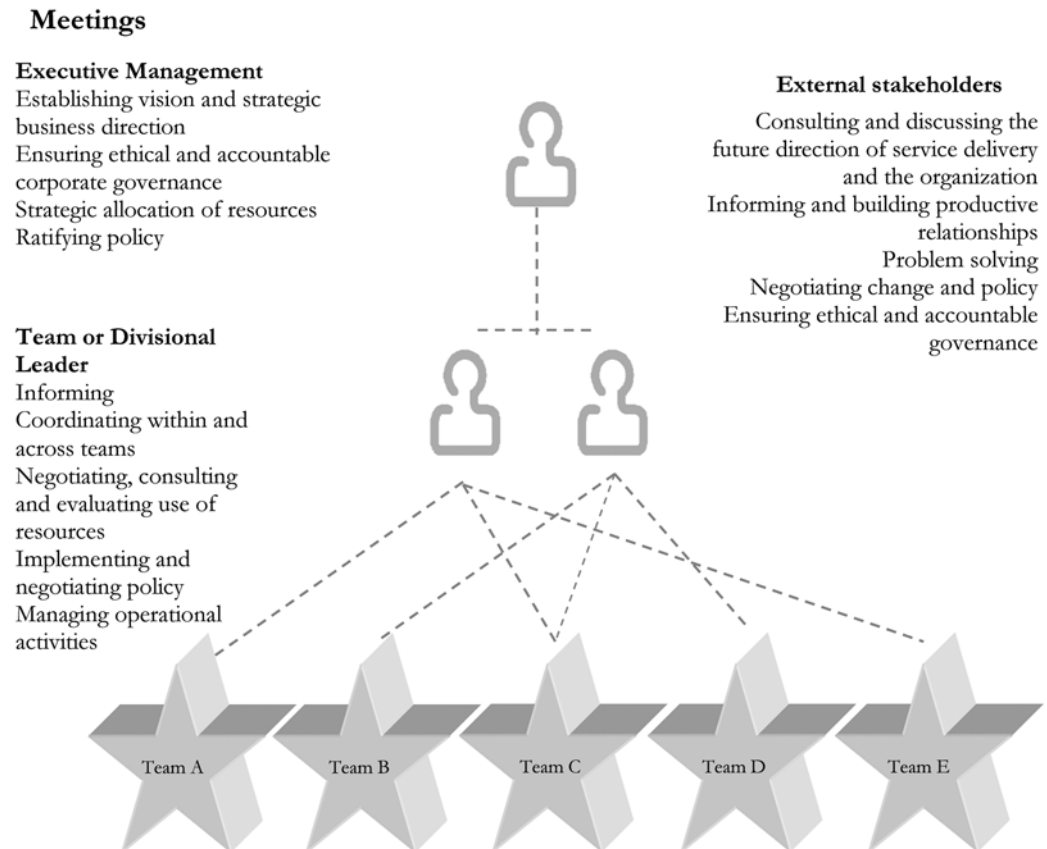 Meetings
Executive Management
Establishing vision and strategic
business direction
Ensuring ethical and accountable
corporate governance
Strategic allocation of resources
Ratifying policy
External stakeholders
Consulting and discussing the
future direction of service delivery
and the organization
Informing and building productive
relationships
Problem solving
Negotiating change and policy
Ensuring ethical and accountable
governance
Team or Divisional
Leader
Informing
Coordinating within and
across teams
Negotiating, consulting
and evaluating use of
resources
Implementing and
negotiating policy
Managing operational
activities
Team A
Team B
Team C
Team D
Team E